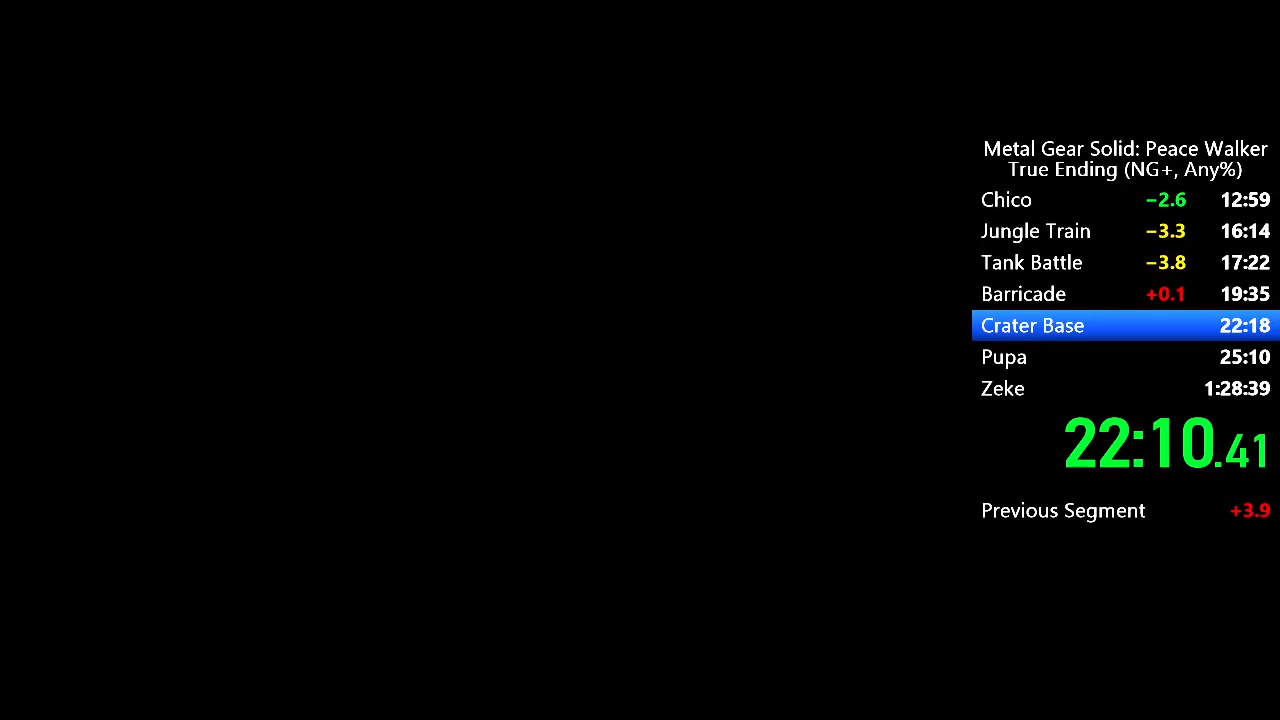 Metal Gear Solid: Peace Walker
True Ending (NG+, Any%)
Chico −2.6 12:59
Jungle Train −3.3 16:14
Tank Battle −3.8 17:22
Barricade +0.1 19:35
Crater Base 22:18
Pupa 25:10
Zeke 1:28:39
22:10.41
Previous Segment +3.9